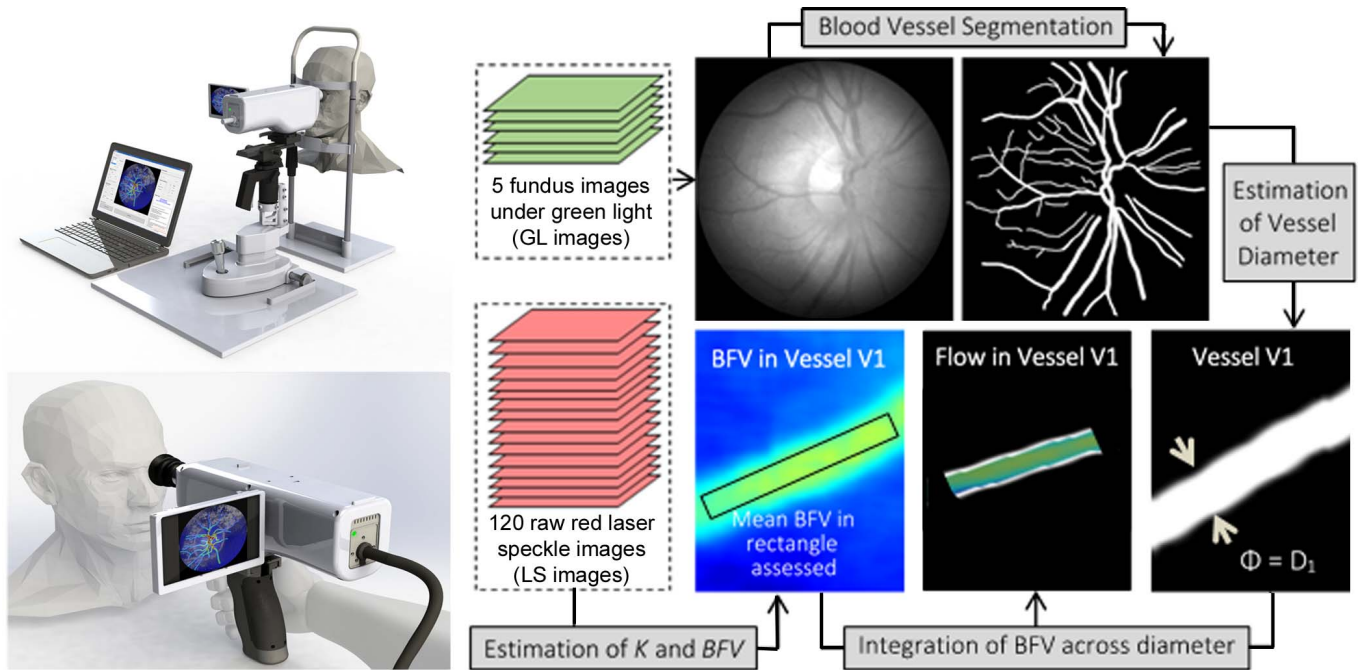 Blood Vessel Segmentation
5 fundus images
under green light
(GL images)
Estimation
of Vessel
Diameter
120 raw red laser
speckle images
(LS images)
BFV in Vessel V1
Mean BFV in
rectangle
assessed
Flow in Vessel V1
Vessel V1
Φ = D₁
Estimation of K and BFV
Integration of BFV across diameter